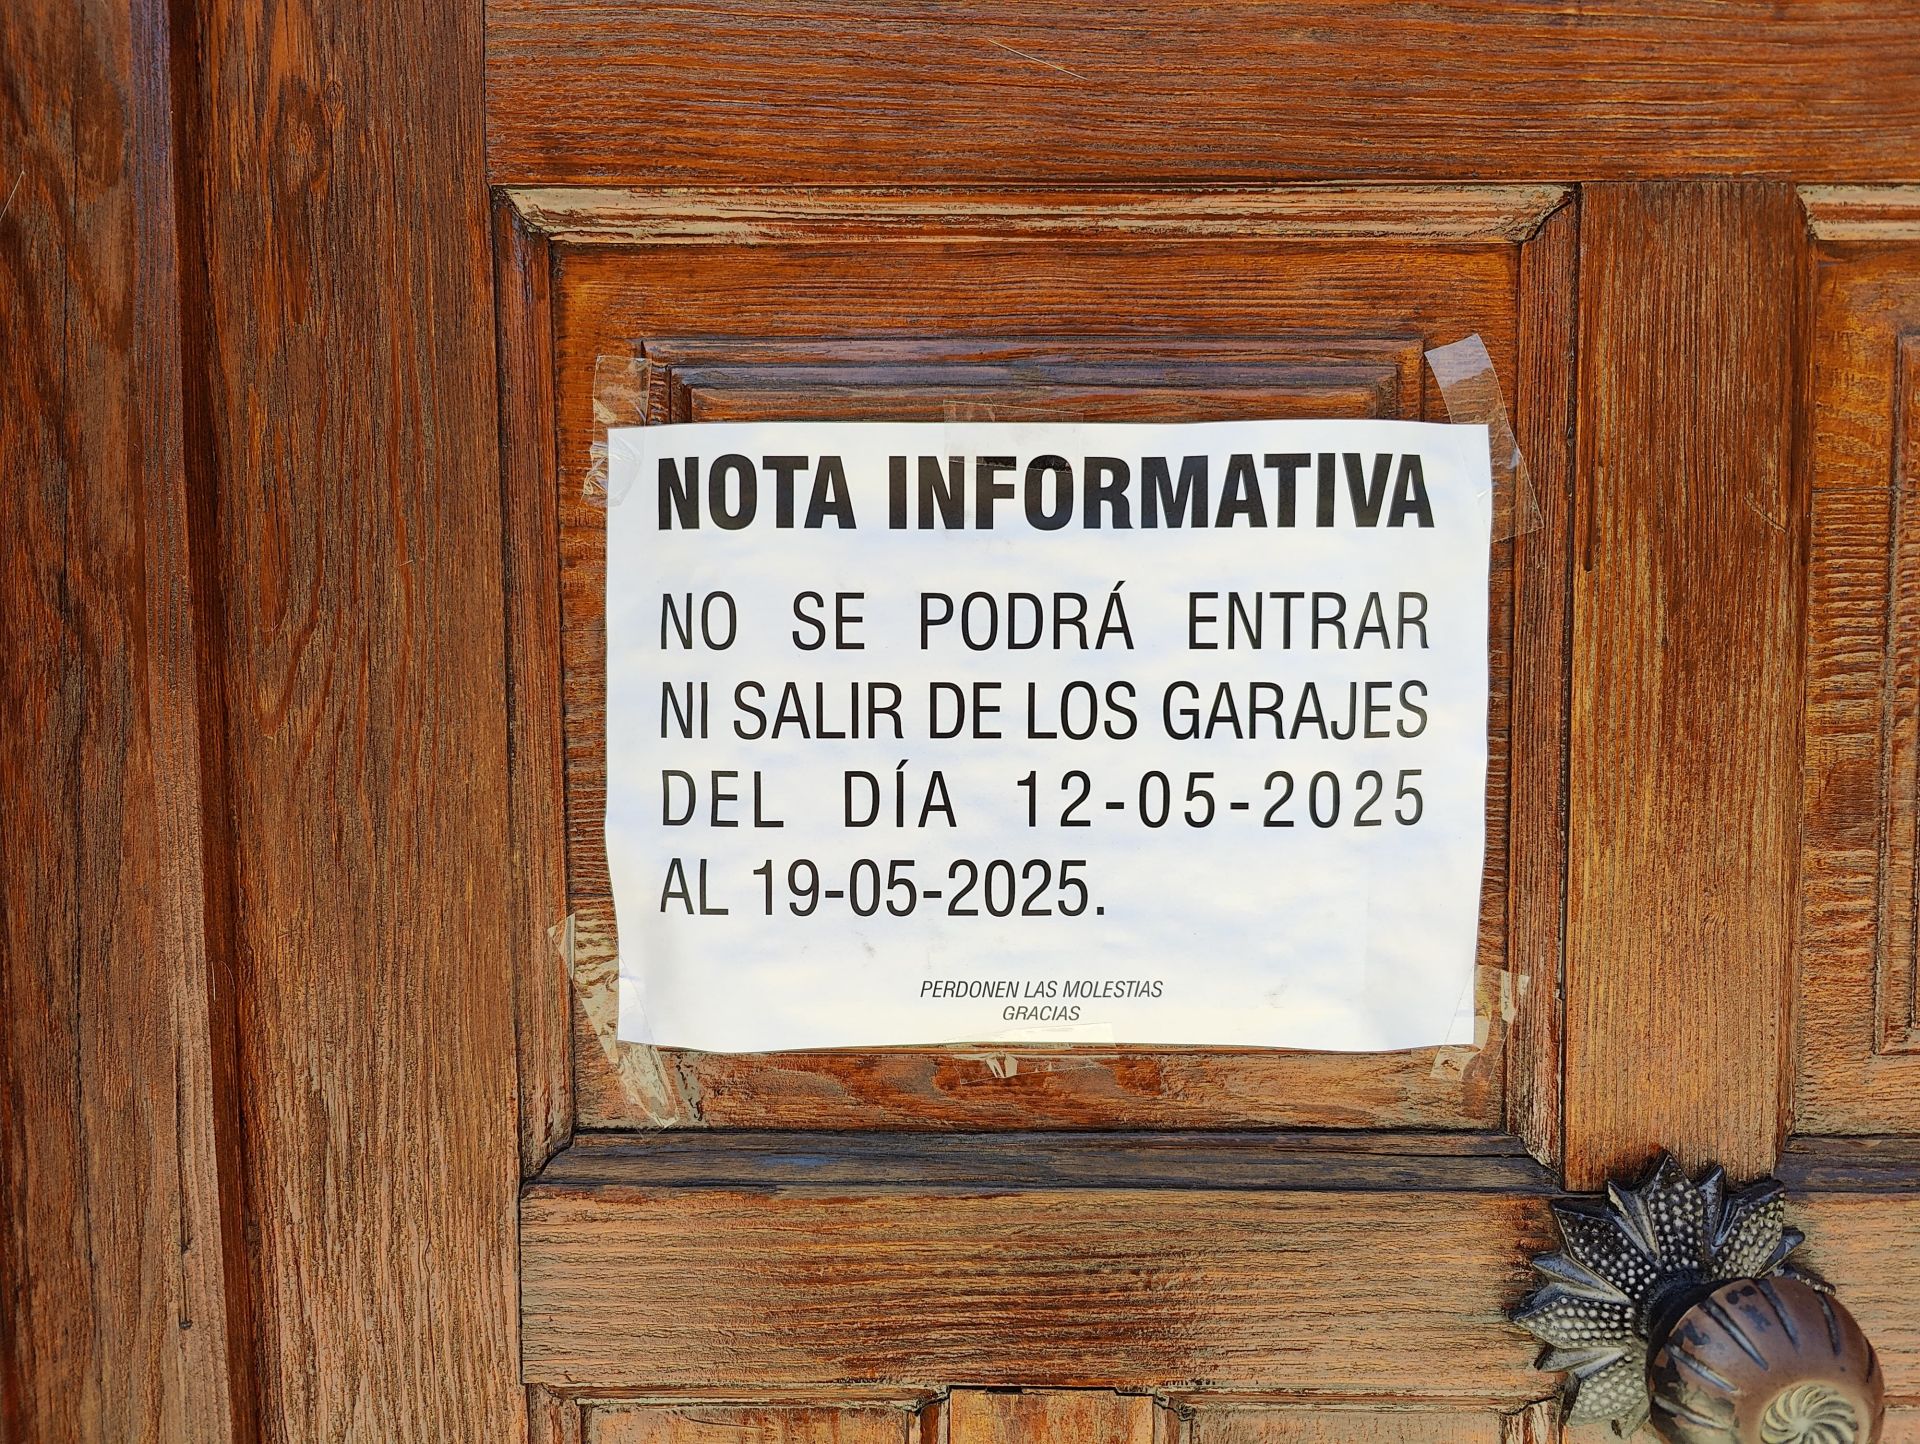 NOTA INFORMATIVA
NO SE PODRÁ ENTRAR
NI SALIR DE LOS GARAJES
DEL DÍA 12-05-2025
AL 19-05-2025.
PERDONEN LAS MOLESTIAS
GRACIAS